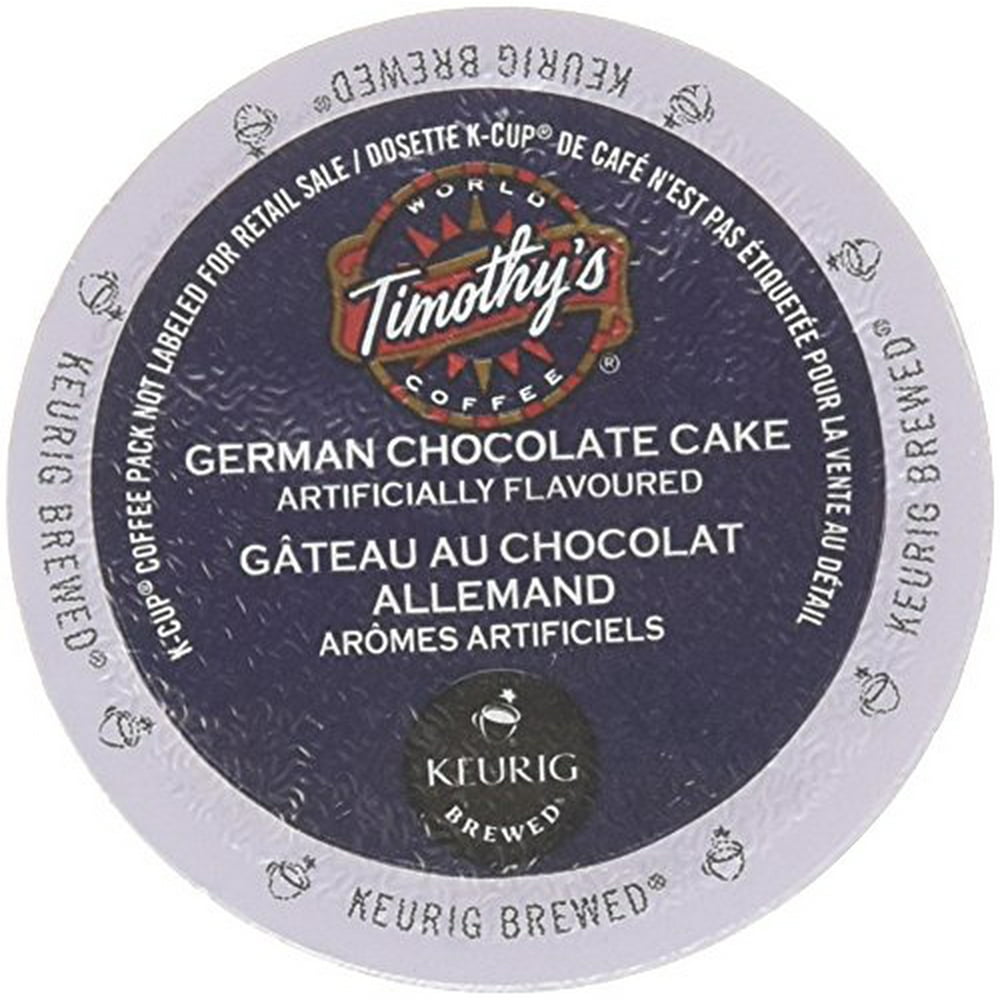 KEURIG BREWED®
K-CUP® COFFEE PACK NOT LABELED FOR RETAIL SALE / DOSETTE K-CUP® DE CAFÉ N'EST PAS ÉTIQUETÉE POUR LA VENTE AU DÉTAIL
WORLD
Timothy's
COFFEE ®
GERMAN CHOCOLATE CAKE
ARTIFICIALLY FLAVOURED
GÂTEAU AU CHOCOLAT
ALLEMAND
ARÔMES ARTIFICIELS
KEURIG
BREWED
KEURIG BREWED®
KEURIG BREWED®
KEURIG BREWED®